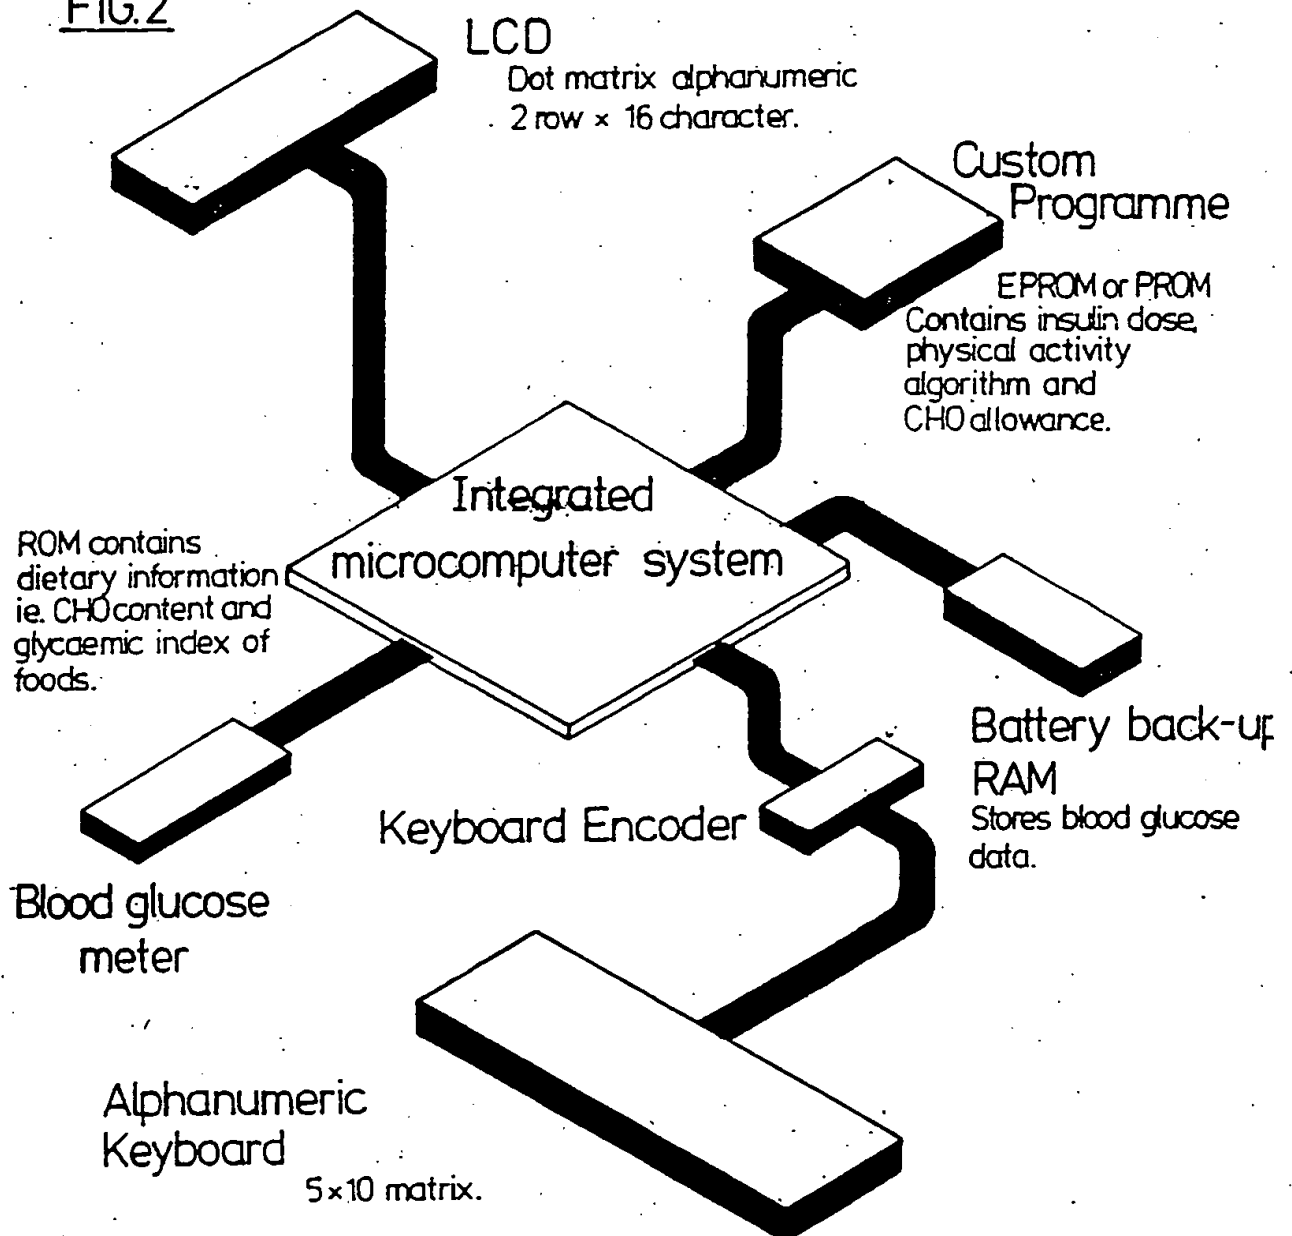 FIG.2
LCD
Dot matrix alphanumeric
2 row × 16 character.
Custom
Programme
EPROM or PROM
Contains insulin dose,
physical activity
algorithm and
CHO allowance.
Integrated
microcomputer system
ROM contains
dietary information
ie. CHO content and
glycaemic index of
foods.
Battery back-up
RAM
Stores blood glucose
data.
Keyboard Encoder
Blood glucose
meter
Alphanumeric
Keyboard
5×10 matrix.